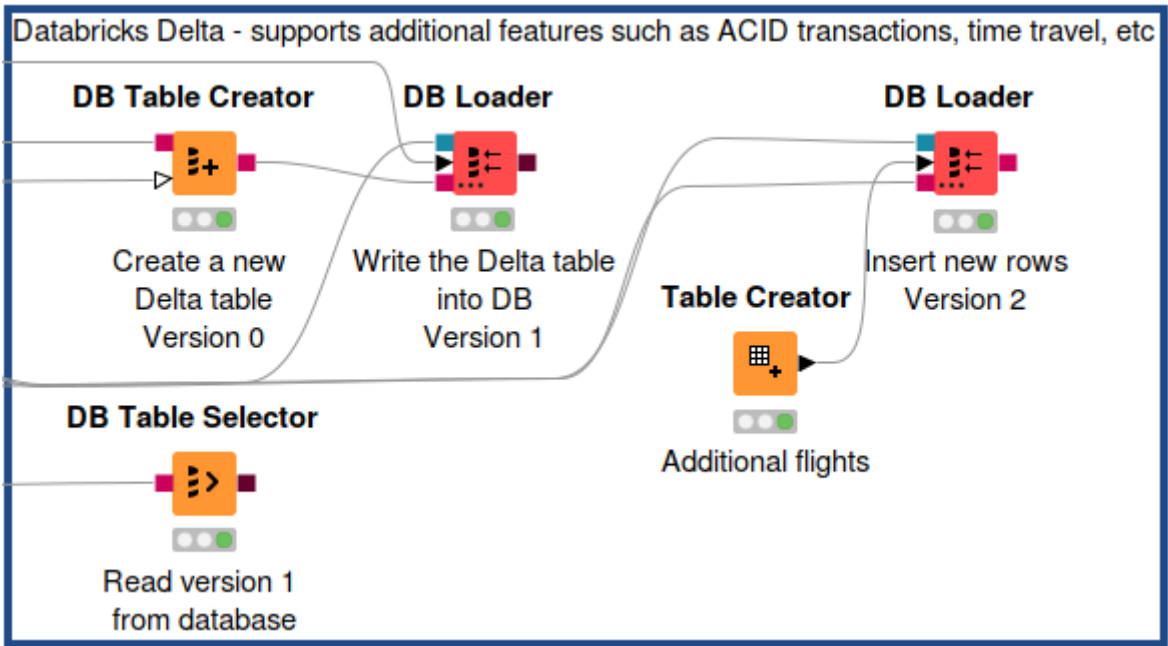 Databricks Delta - supports additional features such as ACID transactions, time travel, etc
DB Table Creator
Create a new
Delta table
Version 0
DB Loader
Write the Delta table
into DB
Version 1
DB Loader
Insert new rows
Version 2
Table Creator
Additional flights
DB Table Selector
Read version 1
from database